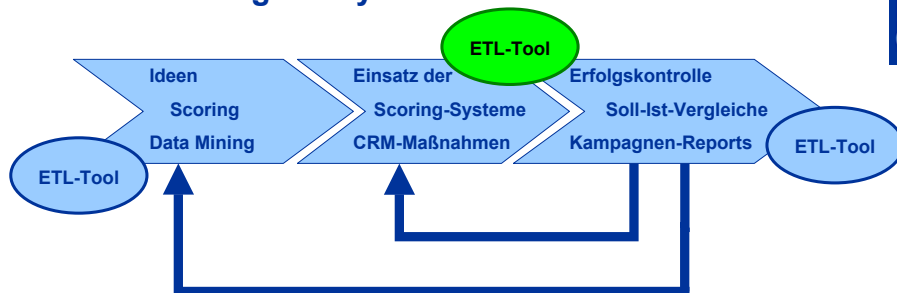 ETL-Tool
Ideen
Scoring
Data Mining
Einsatz der
Scoring-Systeme
CRM-Maßnahmen
Erfolgskontrolle
Soll-Ist-Vergleiche
Kampagnen-Reports
ETL-Tool
ETL-Tool